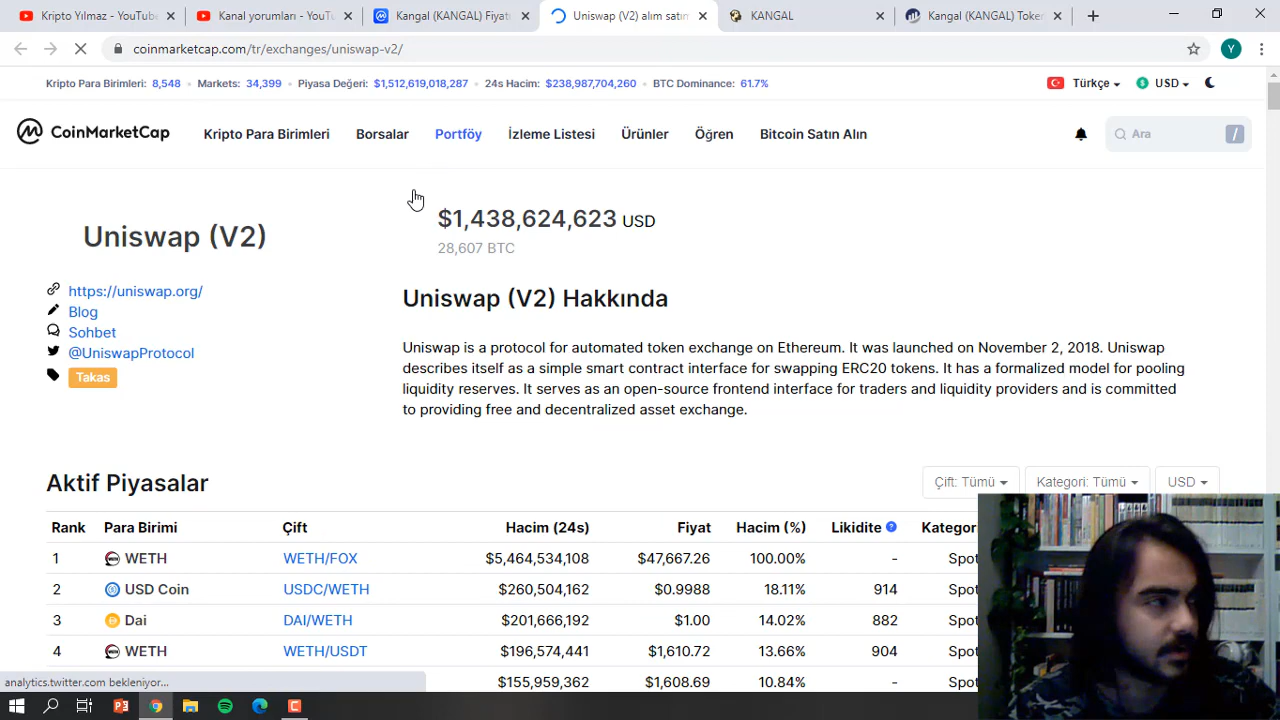 Kripto Yılmaz - YouTube
Kanal yorumları - YouTu
Kangal (KANGAL) Fiyatı
Uniswap (V2) alım satım
KANGAL
Kangal (KANGAL) Toke
coinmarketcap.com/tr/exchanges/uniswap-v2/
Y
Kripto Para Birimleri: 8,548 Markets: 34,399 Piyasa Değeri: $1,512,619,018,287 24s Hacim: $238,987,704,260 BTC Dominance: 61.7%
Türkçe
USD
CoinMarketCap
Kripto Para Birimleri Borsalar Portföy İzleme Listesi Ürünler Öğren Bitcoin Satın Alın
Ara /
Uniswap (V2)
$1,438,624,623 USD
28,607 BTC
https://uniswap.org/
Blog
Sohbet
@UniswapProtocol
Takas
Uniswap (V2) Hakkında
Uniswap is a protocol for automated token exchange on Ethereum. It was launched on November 2, 2018. Uniswap
describes itself as a simple smart contract interface for swapping ERC20 tokens. It has a formalized model for pooling
liquidity reserves. It serves as an open-source frontend interface for traders and liquidity providers and is committed
to providing free and decentralized asset exchange.
Aktif Piyasalar
Çift: Tümü Kategori: Tümü USD
Rank Para Birimi Çift Hacim (24s) Fiyat Hacim (%) Likidite Kategor
1 WETH WETH/FOX $5,464,534,108 $47,667.26 100.00% - Spo
2 USD Coin USDC/WETH $260,504,162 $0.9988 18.11% 914 Spo
3 Dai DAI/WETH $201,666,192 $1.00 14.02% 882 Spo
4 WETH WETH/USDT $196,574,441 $1,610.72 13.66% 904 Spo
$155,959,362 $1,608.69 10.84% - Spo
analytics.twitter.com bekleniyor...